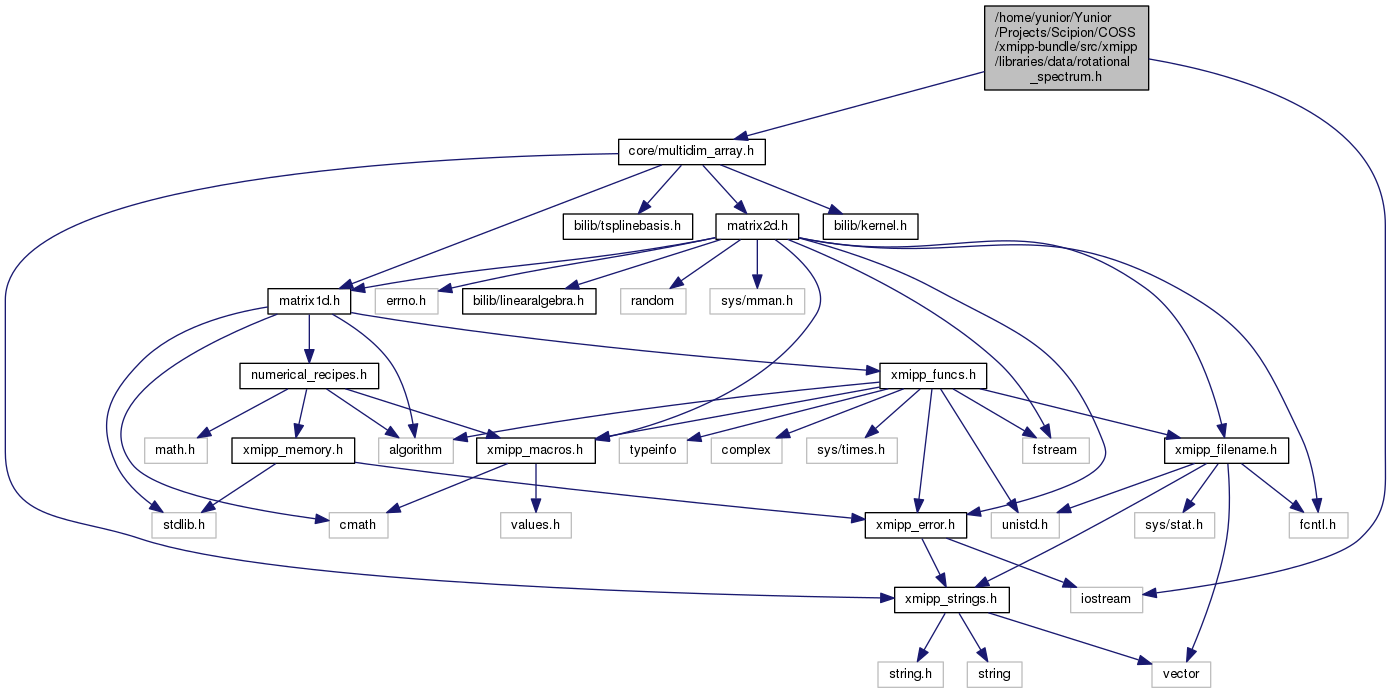 /home/yunior/Yunior
/Projects/Scipion/COSS
/xmipp-bundle/src/xmipp
/libraries/data/rotational
_spectrum.h
core/multidim_array.h
bilib/tsplinebasis.h
matrix2d.h
bilib/kernel.h
matrix1d.h
errno.h
bilib/linearalgebra.h
random
sys/mman.h
numerical_recipes.h
xmipp_funcs.h
math.h
xmipp_memory.h
algorithm
xmipp_macros.h
typeinfo
complex
sys/times.h
fstream
xmipp_filename.h
stdlib.h
cmath
values.h
xmipp_error.h
unistd.h
sys/stat.h
fcntl.h
xmipp_strings.h
iostream
string.h
string
vector